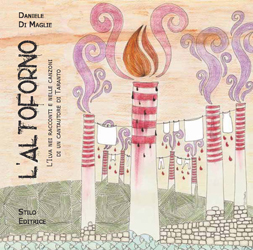 Daniele
Di Maglie
L'ALTOFORNO
L'Ilva nei racconti e nelle canzoni
di un cantautore di Taranto
Stilo
Editrice